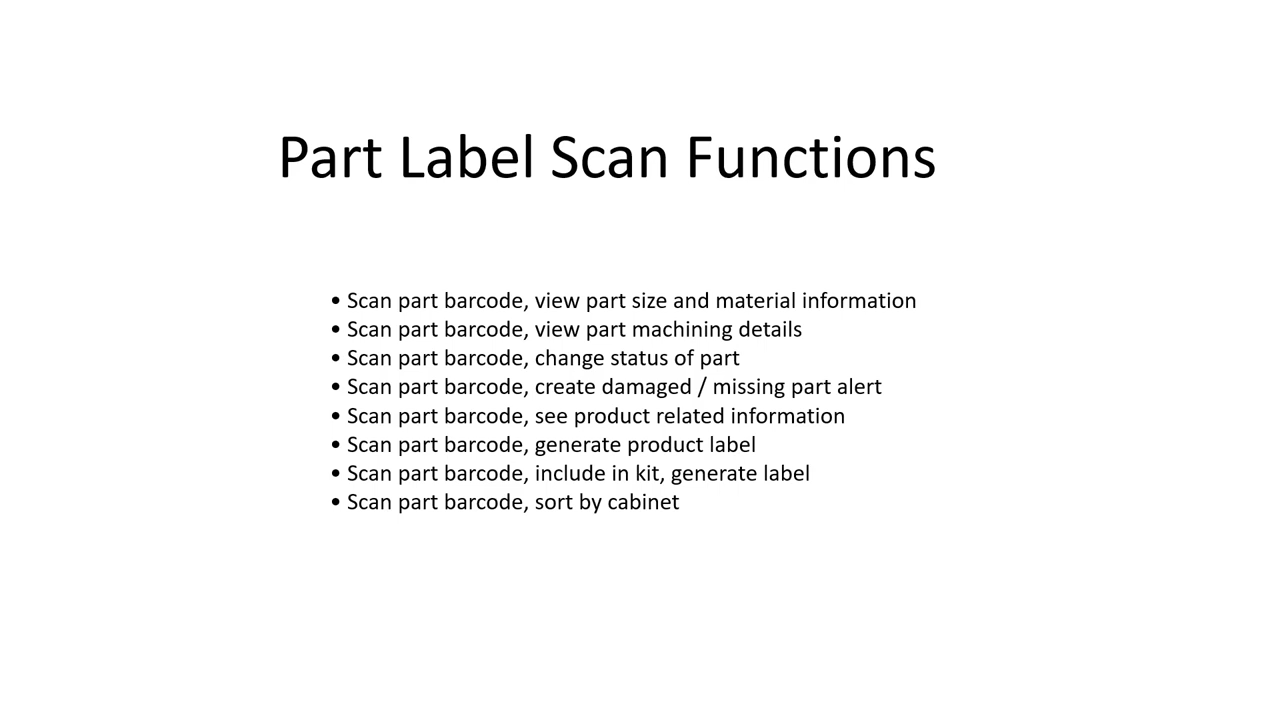 Part Label Scan Functions
• Scan part barcode, view part size and material information
• Scan part barcode, view part machining details
• Scan part barcode, change status of part
• Scan part barcode, create damaged / missing part alert
• Scan part barcode, see product related information
• Scan part barcode, generate product label
• Scan part barcode, include in kit, generate label
• Scan part barcode, sort by cabinet